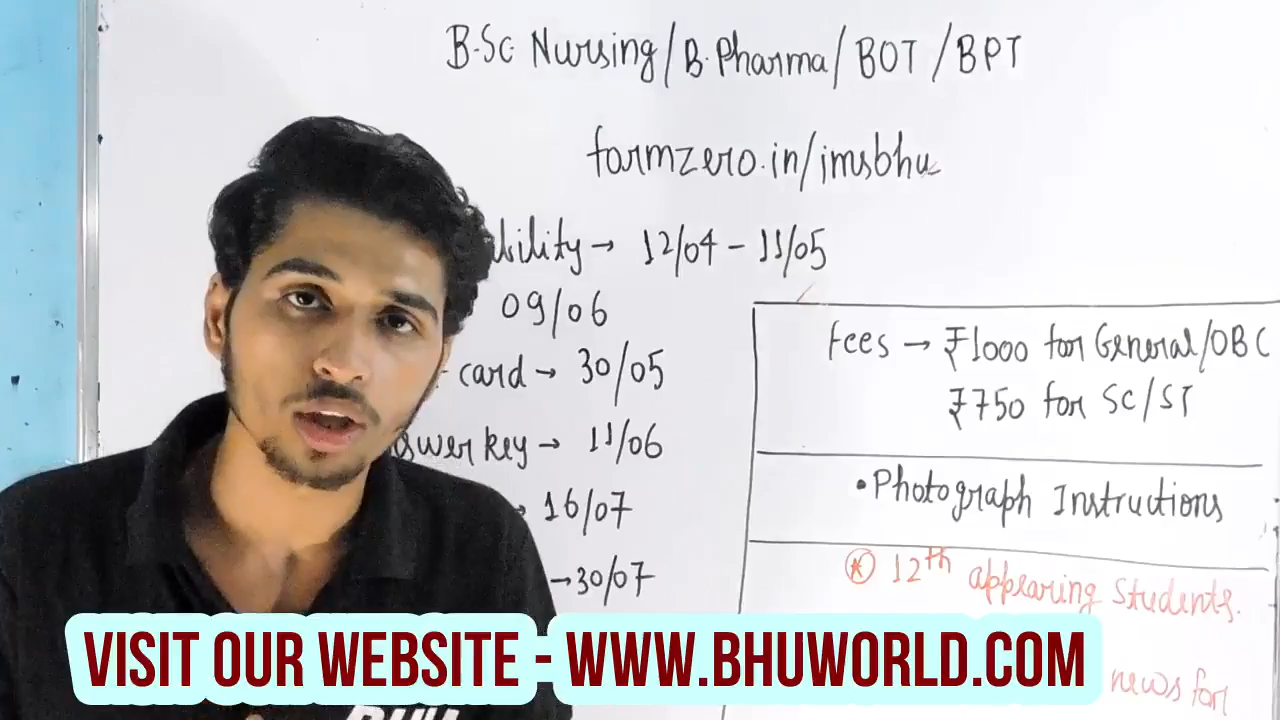 B.Sc Nursing/B.Pharma/BOT/BPT
formzero.in/imsbhu
bility → 12/04 - 11/05
09/06
card → 30/05
swer key → 11/06
16/07
→ 30/07
Fees → ₹1000 for General/OBC
₹750 for SC/ST
• Photograph Instructions
12th appearing Students.
news for
VISIT OUR WEBSITE - WWW.BHUWORLD.COM
BHU